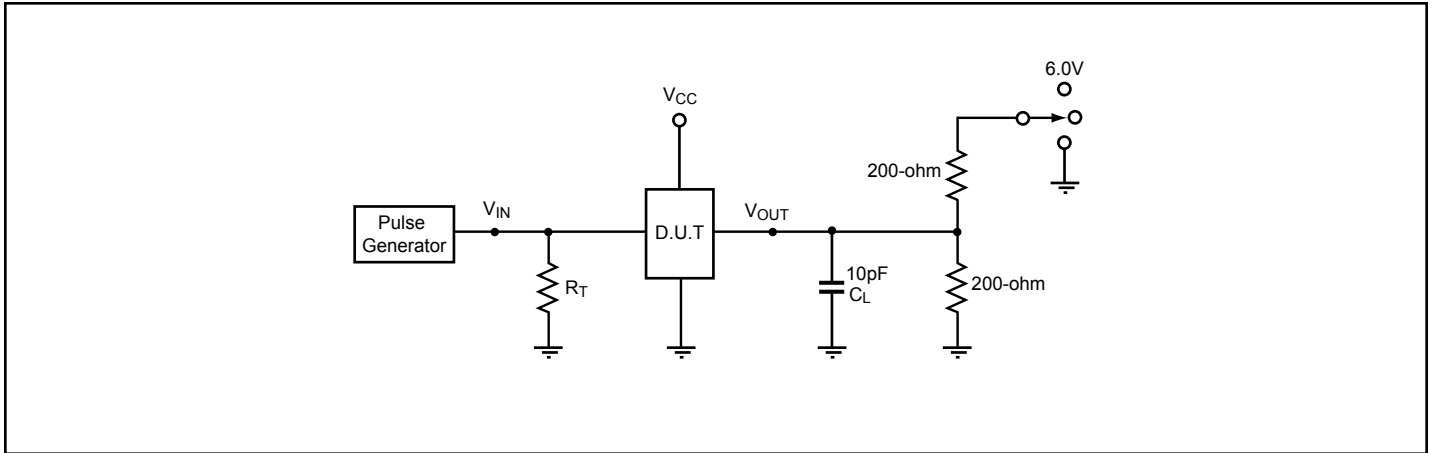 6.0V
VCC
200-ohm
VIN
VOUT
Pulse
Generator
D.U.T
10pF
CL
200-ohm
RT